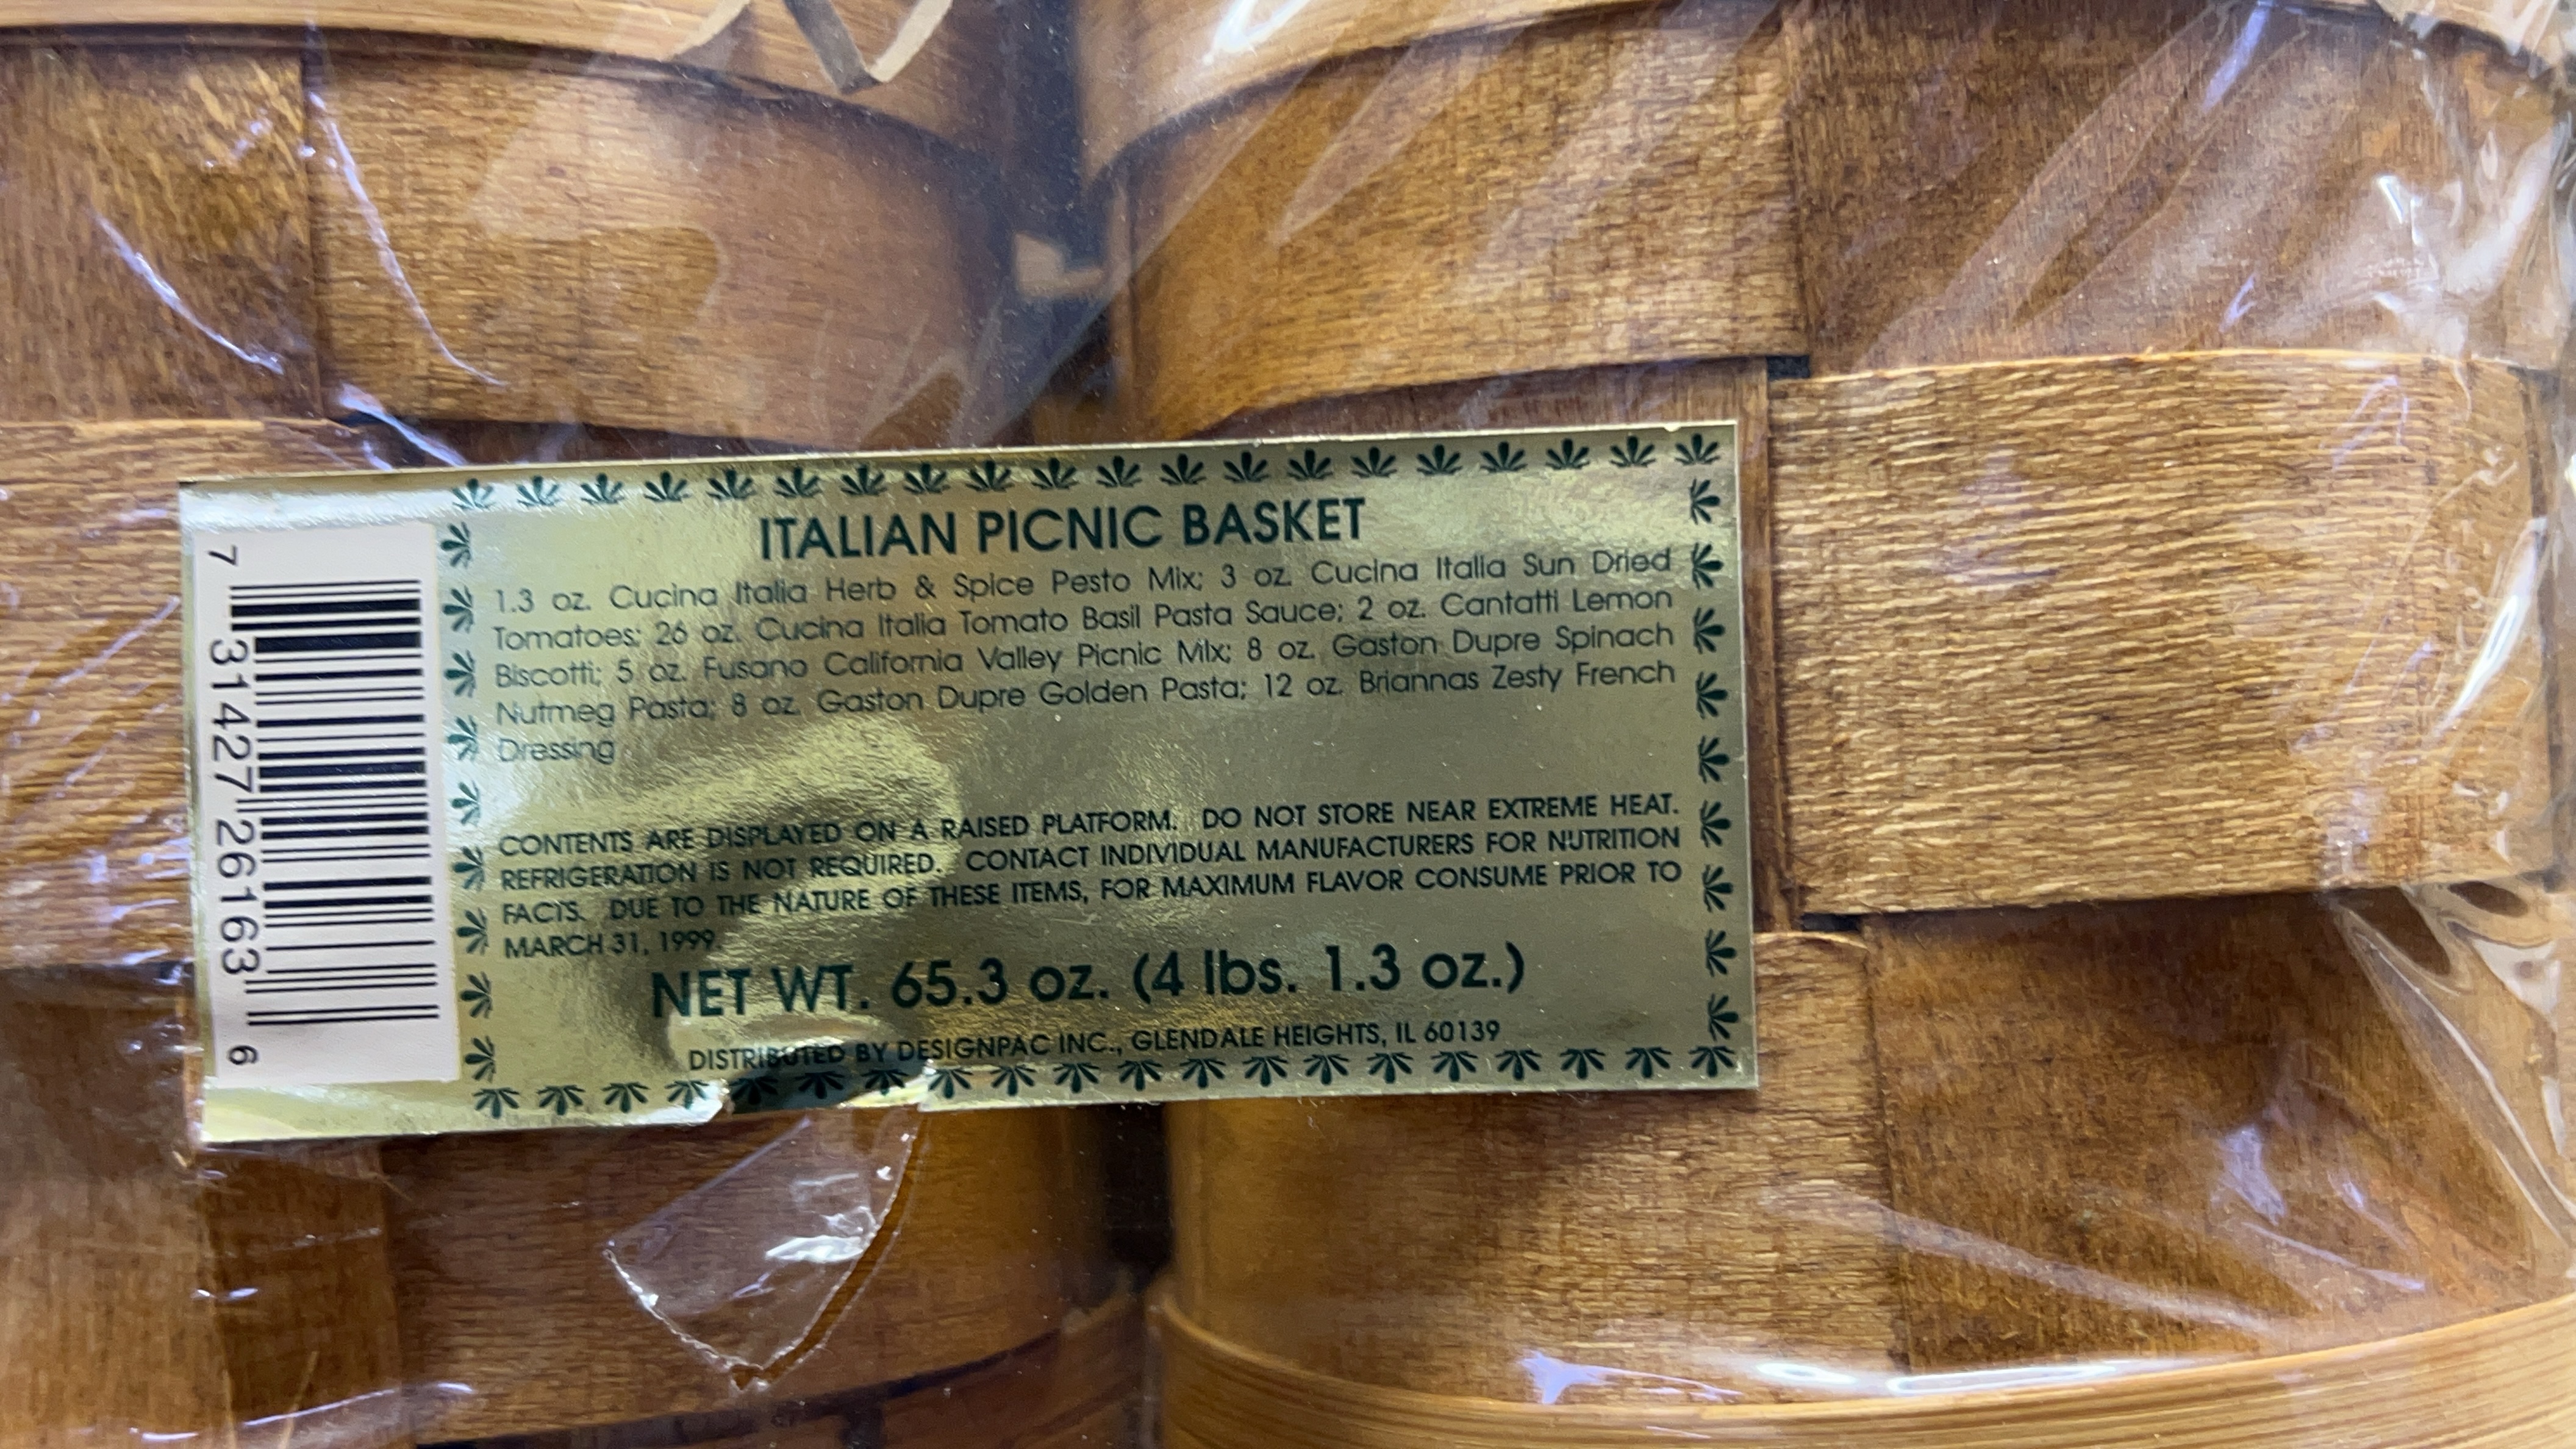 ITALIAN PICNIC BASKET
1.3 oz. Cucina Italia Herb & Spice Pesto Mix; 3 oz. Cucina Italia Sun Dried
Tomatoes; 26 oz. Cucina Italia Tomato Basil Pasta Sauce; 2 oz. Cantatti Lemon
Biscotti; 5 oz. Fusano California Valley Picnic Mix; 8 oz. Gaston Dupre Spinach
Nutmeg Pasta; 8 oz. Gaston Dupre Golden Pasta; 12 oz. Briannas Zesty French
Dressing
CONTENTS ARE DISPLAYED ON A RAISED PLATFORM. DO NOT STORE NEAR EXTREME HEAT.
REFRIGERATION IS NOT REQUIRED. CONTACT INDIVIDUAL MANUFACTURERS FOR NUTRITION
FACTS. DUE TO THE NATURE OF THESE ITEMS, FOR MAXIMUM FLAVOR CONSUME PRIOR TO
MARCH 31, 1999.
NET WT. 65.3 oz. (4 lbs. 1.3 oz.)
DISTRIBUTED BY DESIGNPAC INC., GLENDALE HEIGHTS, IL 60139
7 31427 26163 6